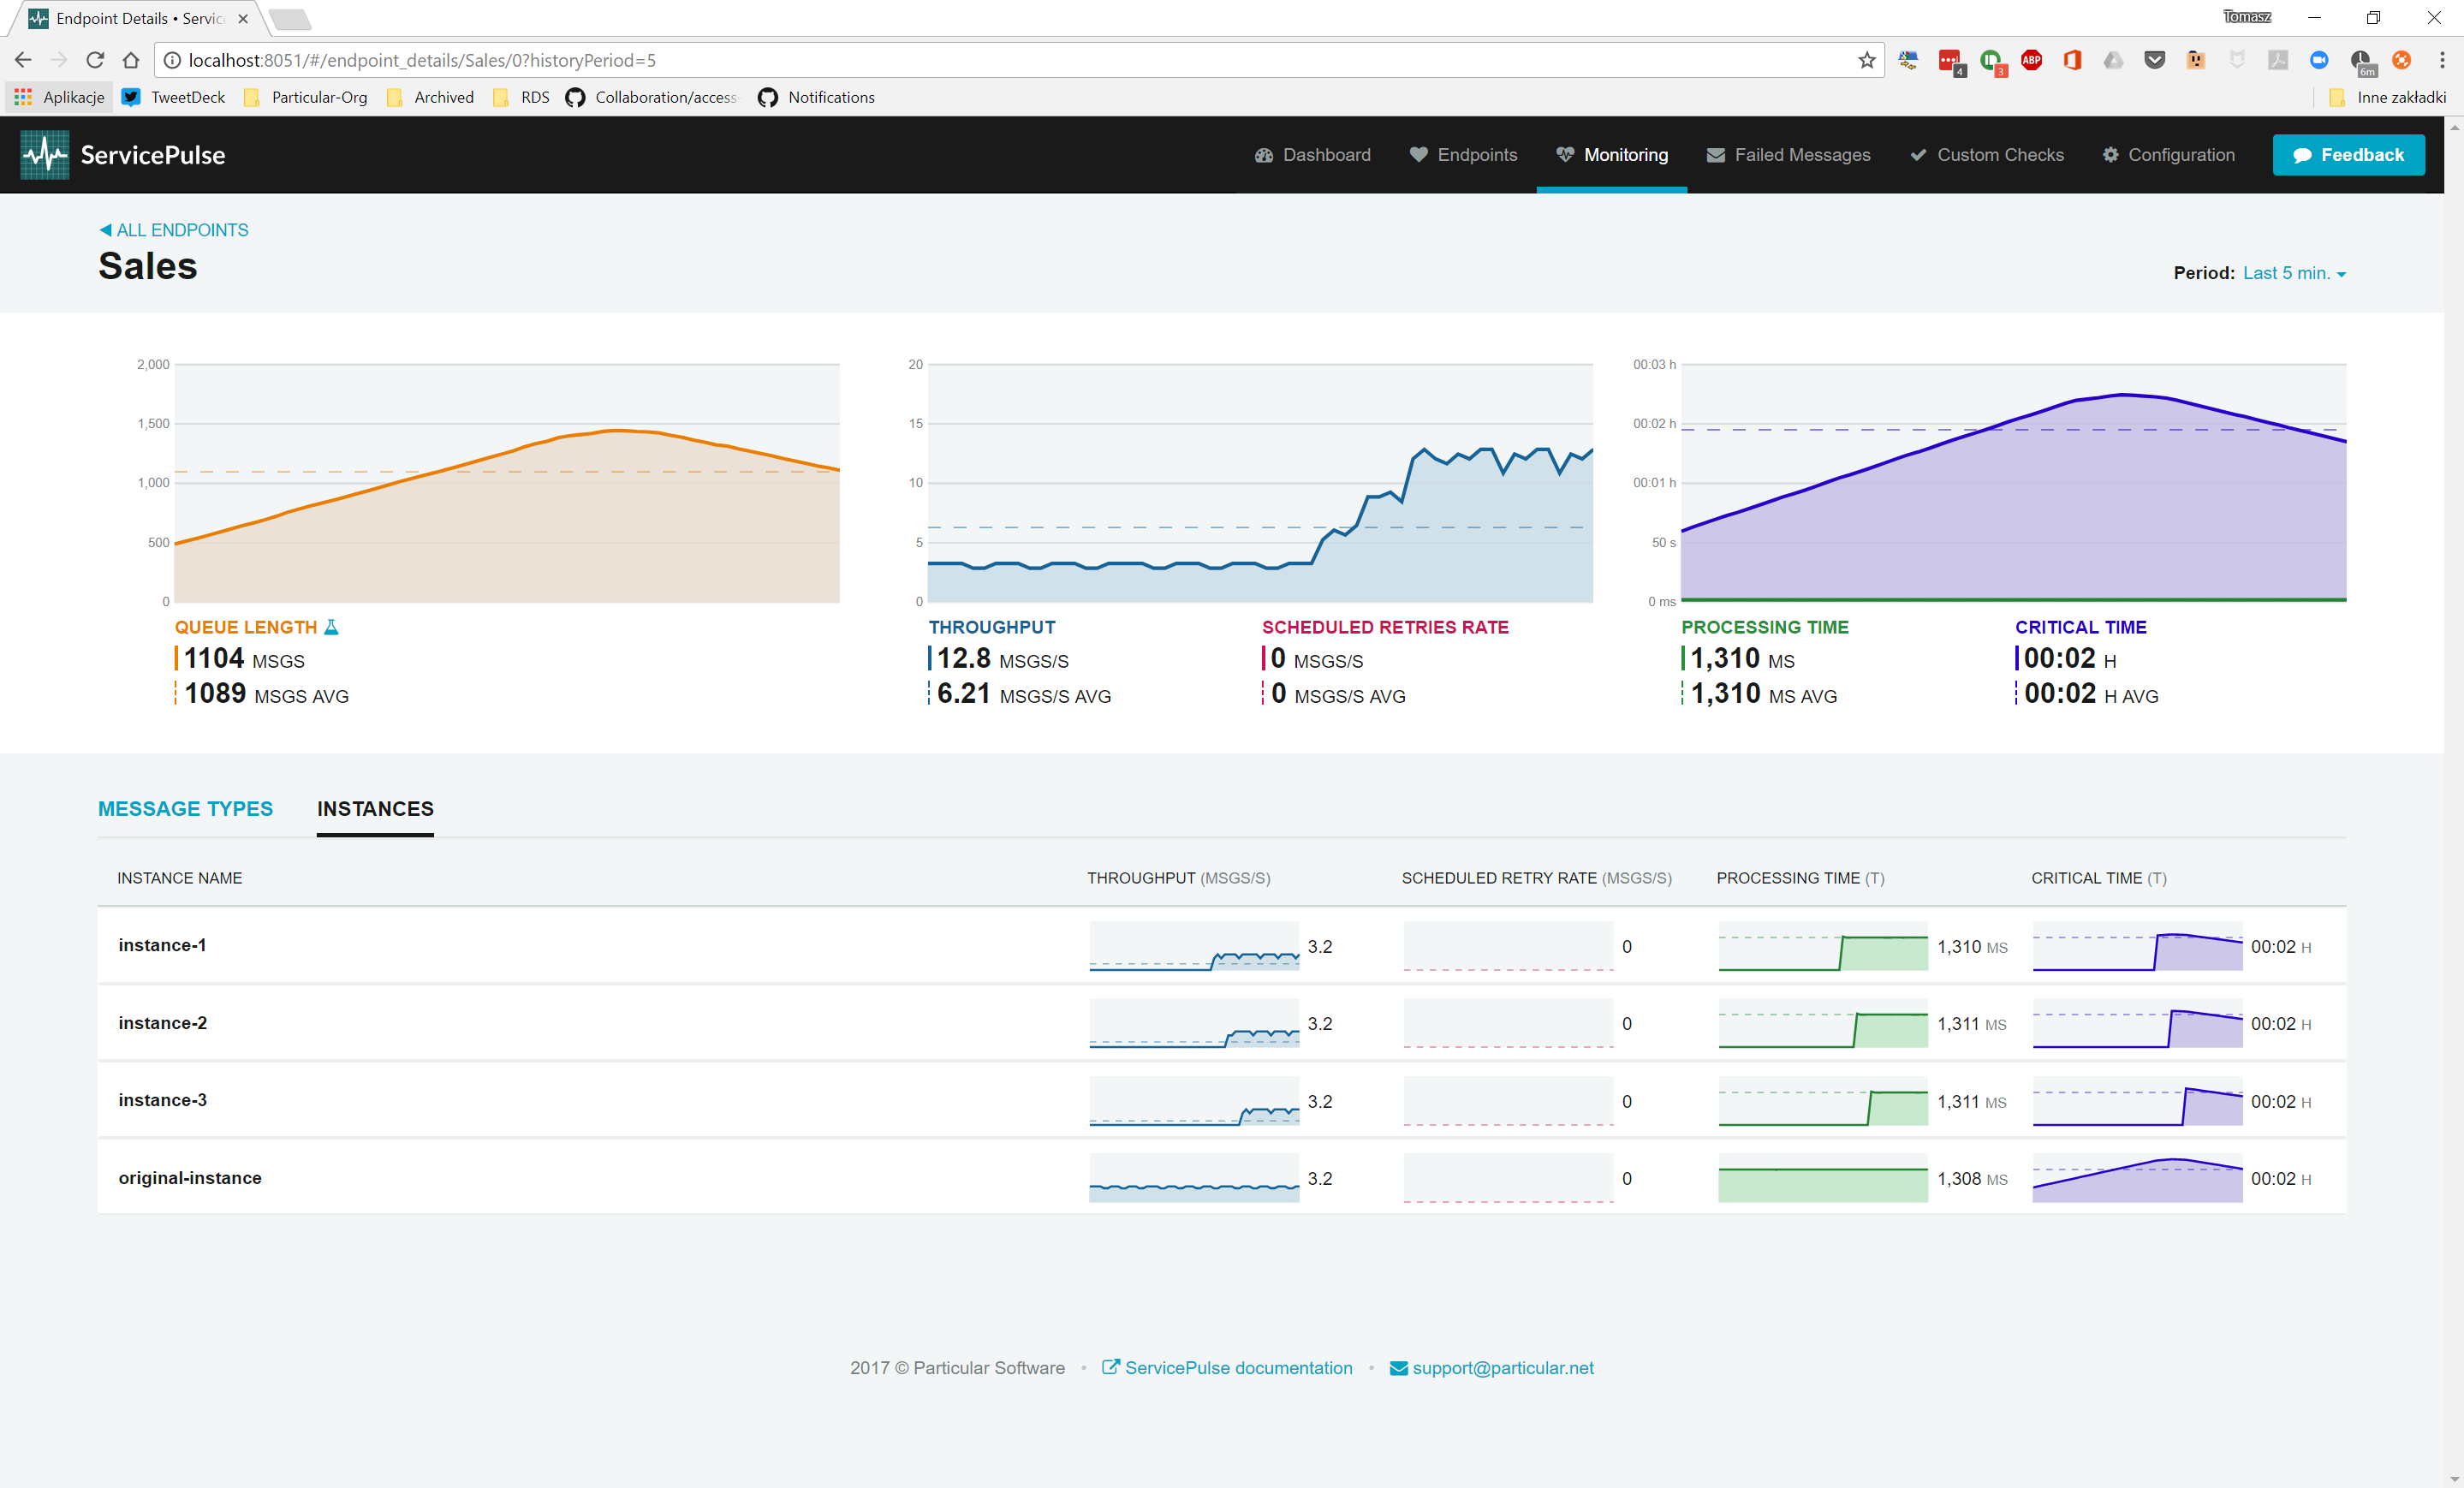 Endpoint Details • Servic
Tomasz
localhost:8051/#/endpoint_details/Sales/0?historyPeriod=5
4
3
ABP
6m
Aplikacje
TweetDeck
Particular-Org
Archived
RDS
Collaboration/access
Notifications
Inne zakładki
ServicePulse
Dashboard
Endpoints
Monitoring
Failed Messages
Custom Checks
Configuration
Feedback
ALL ENDPOINTS
Sales
Period: Last 5 min.
2,000
1,500
1,000
500
0
QUEUE LENGTH
1104 MSGS
1089 MSGS AVG
20
15
10
5
0
THROUGHPUT
12.8 MSGS/S
6.21 MSGS/S AVG
SCHEDULED RETRIES RATE
0 MSGS/S
0 MSGS/S AVG
00:03 h
00:02 h
00:01 h
50 s
0 ms
PROCESSING TIME
1,310 MS
1,310 MS AVG
CRITICAL TIME
00:02 H
00:02 H AVG
MESSAGE TYPES
INSTANCES
INSTANCE NAME THROUGHPUT (MSGS/S) SCHEDULED RETRY RATE (MSGS/S) PROCESSING TIME (T) CRITICAL TIME (T)
instance-1 3.2 0 1,310 MS 00:02 H
instance-2 3.2 0 1,311 MS 00:02 H
instance-3 3.2 0 1,311 MS 00:02 H
original-instance 3.2 0 1,308 MS 00:02 H
2017 © Particular Software • ServicePulse documentation • support@particular.net